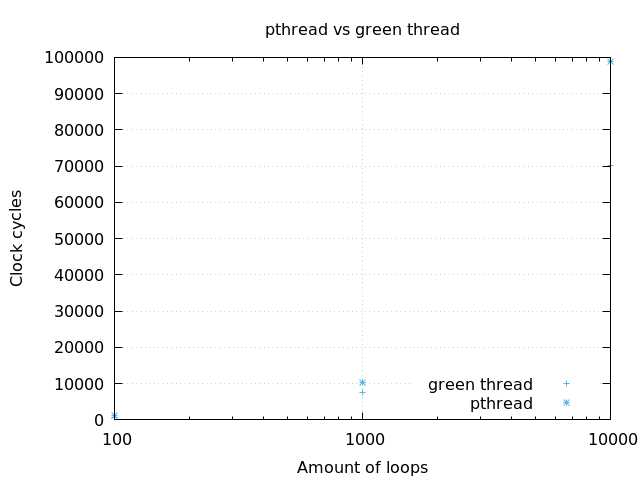 pthread vs green thread
100000
90000
80000
70000
60000
50000
40000
30000
20000
10000
0
Clock cycles
green thread
pthread
100 1000 10000
Amount of loops